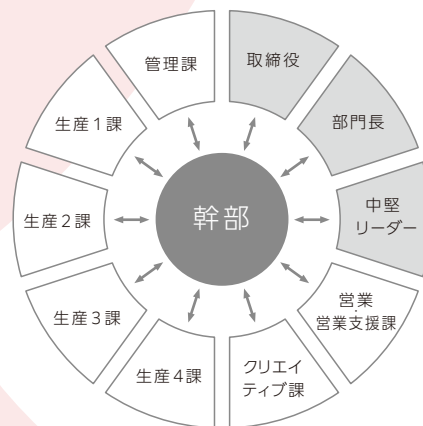 管理課
取締役
部門長
中堅
リーダー
営業
・
営業支援課
クリエイ
ティブ課
生産4課
生産3課
生産2課
生産1課
幹部